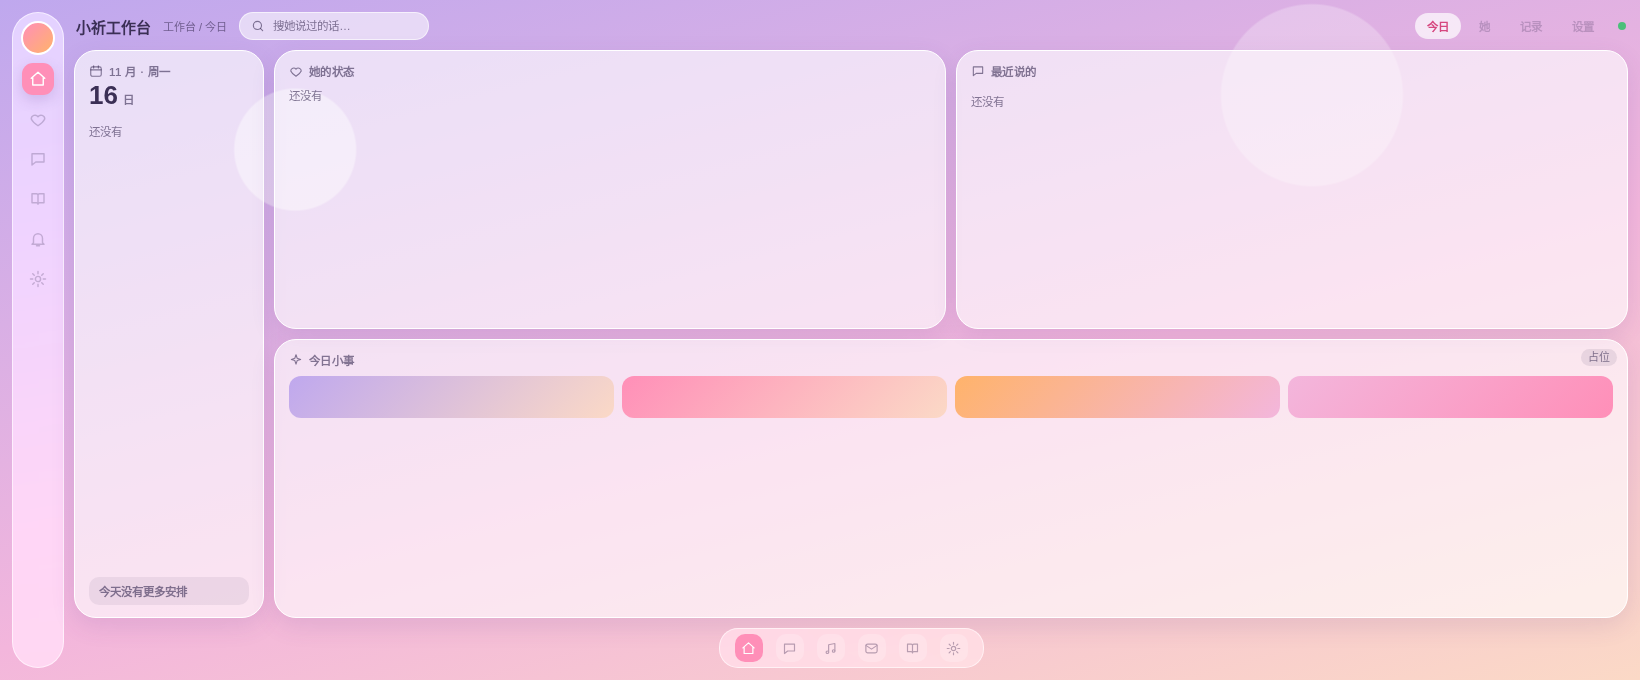 小祈工作台 工作台 / 今日 搜她说过的话… 今日 她 记录 设置
11 月 · 周一
16 日
还没有
今天没有更多安排
她的状态
还没有
最近说的
还没有
今日小事 占位